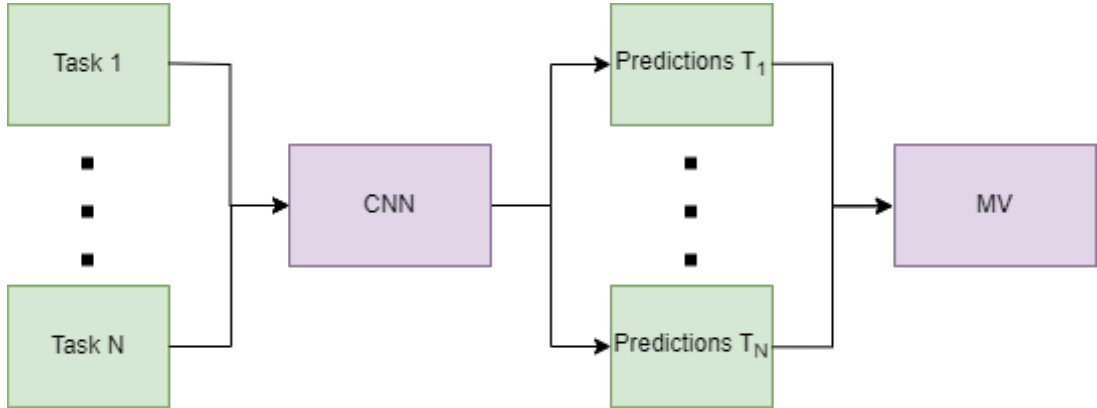 Task 1
Predictions T₁
CNN
MV
Task N
Predictions Tₙ